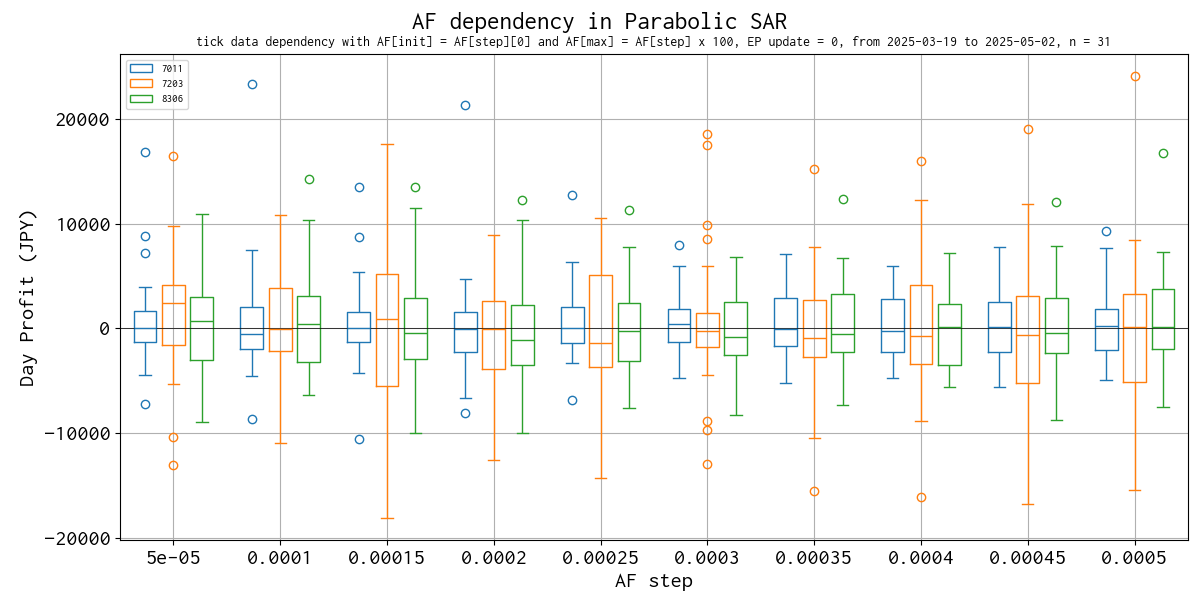 AF dependency in Parabolic SAR
tick data dependency with AF[init] = AF[step][0] and AF[max] = AF[step] x 100, EP update = 0, from 2025-03-19 to 2025-05-02, n = 31
7011
7203
8306
Day Profit (JPY)
20000
10000
0
−10000
−20000
5e-05 0.0001 0.00015 0.0002 0.00025 0.0003 0.00035 0.0004 0.00045 0.0005
AF step